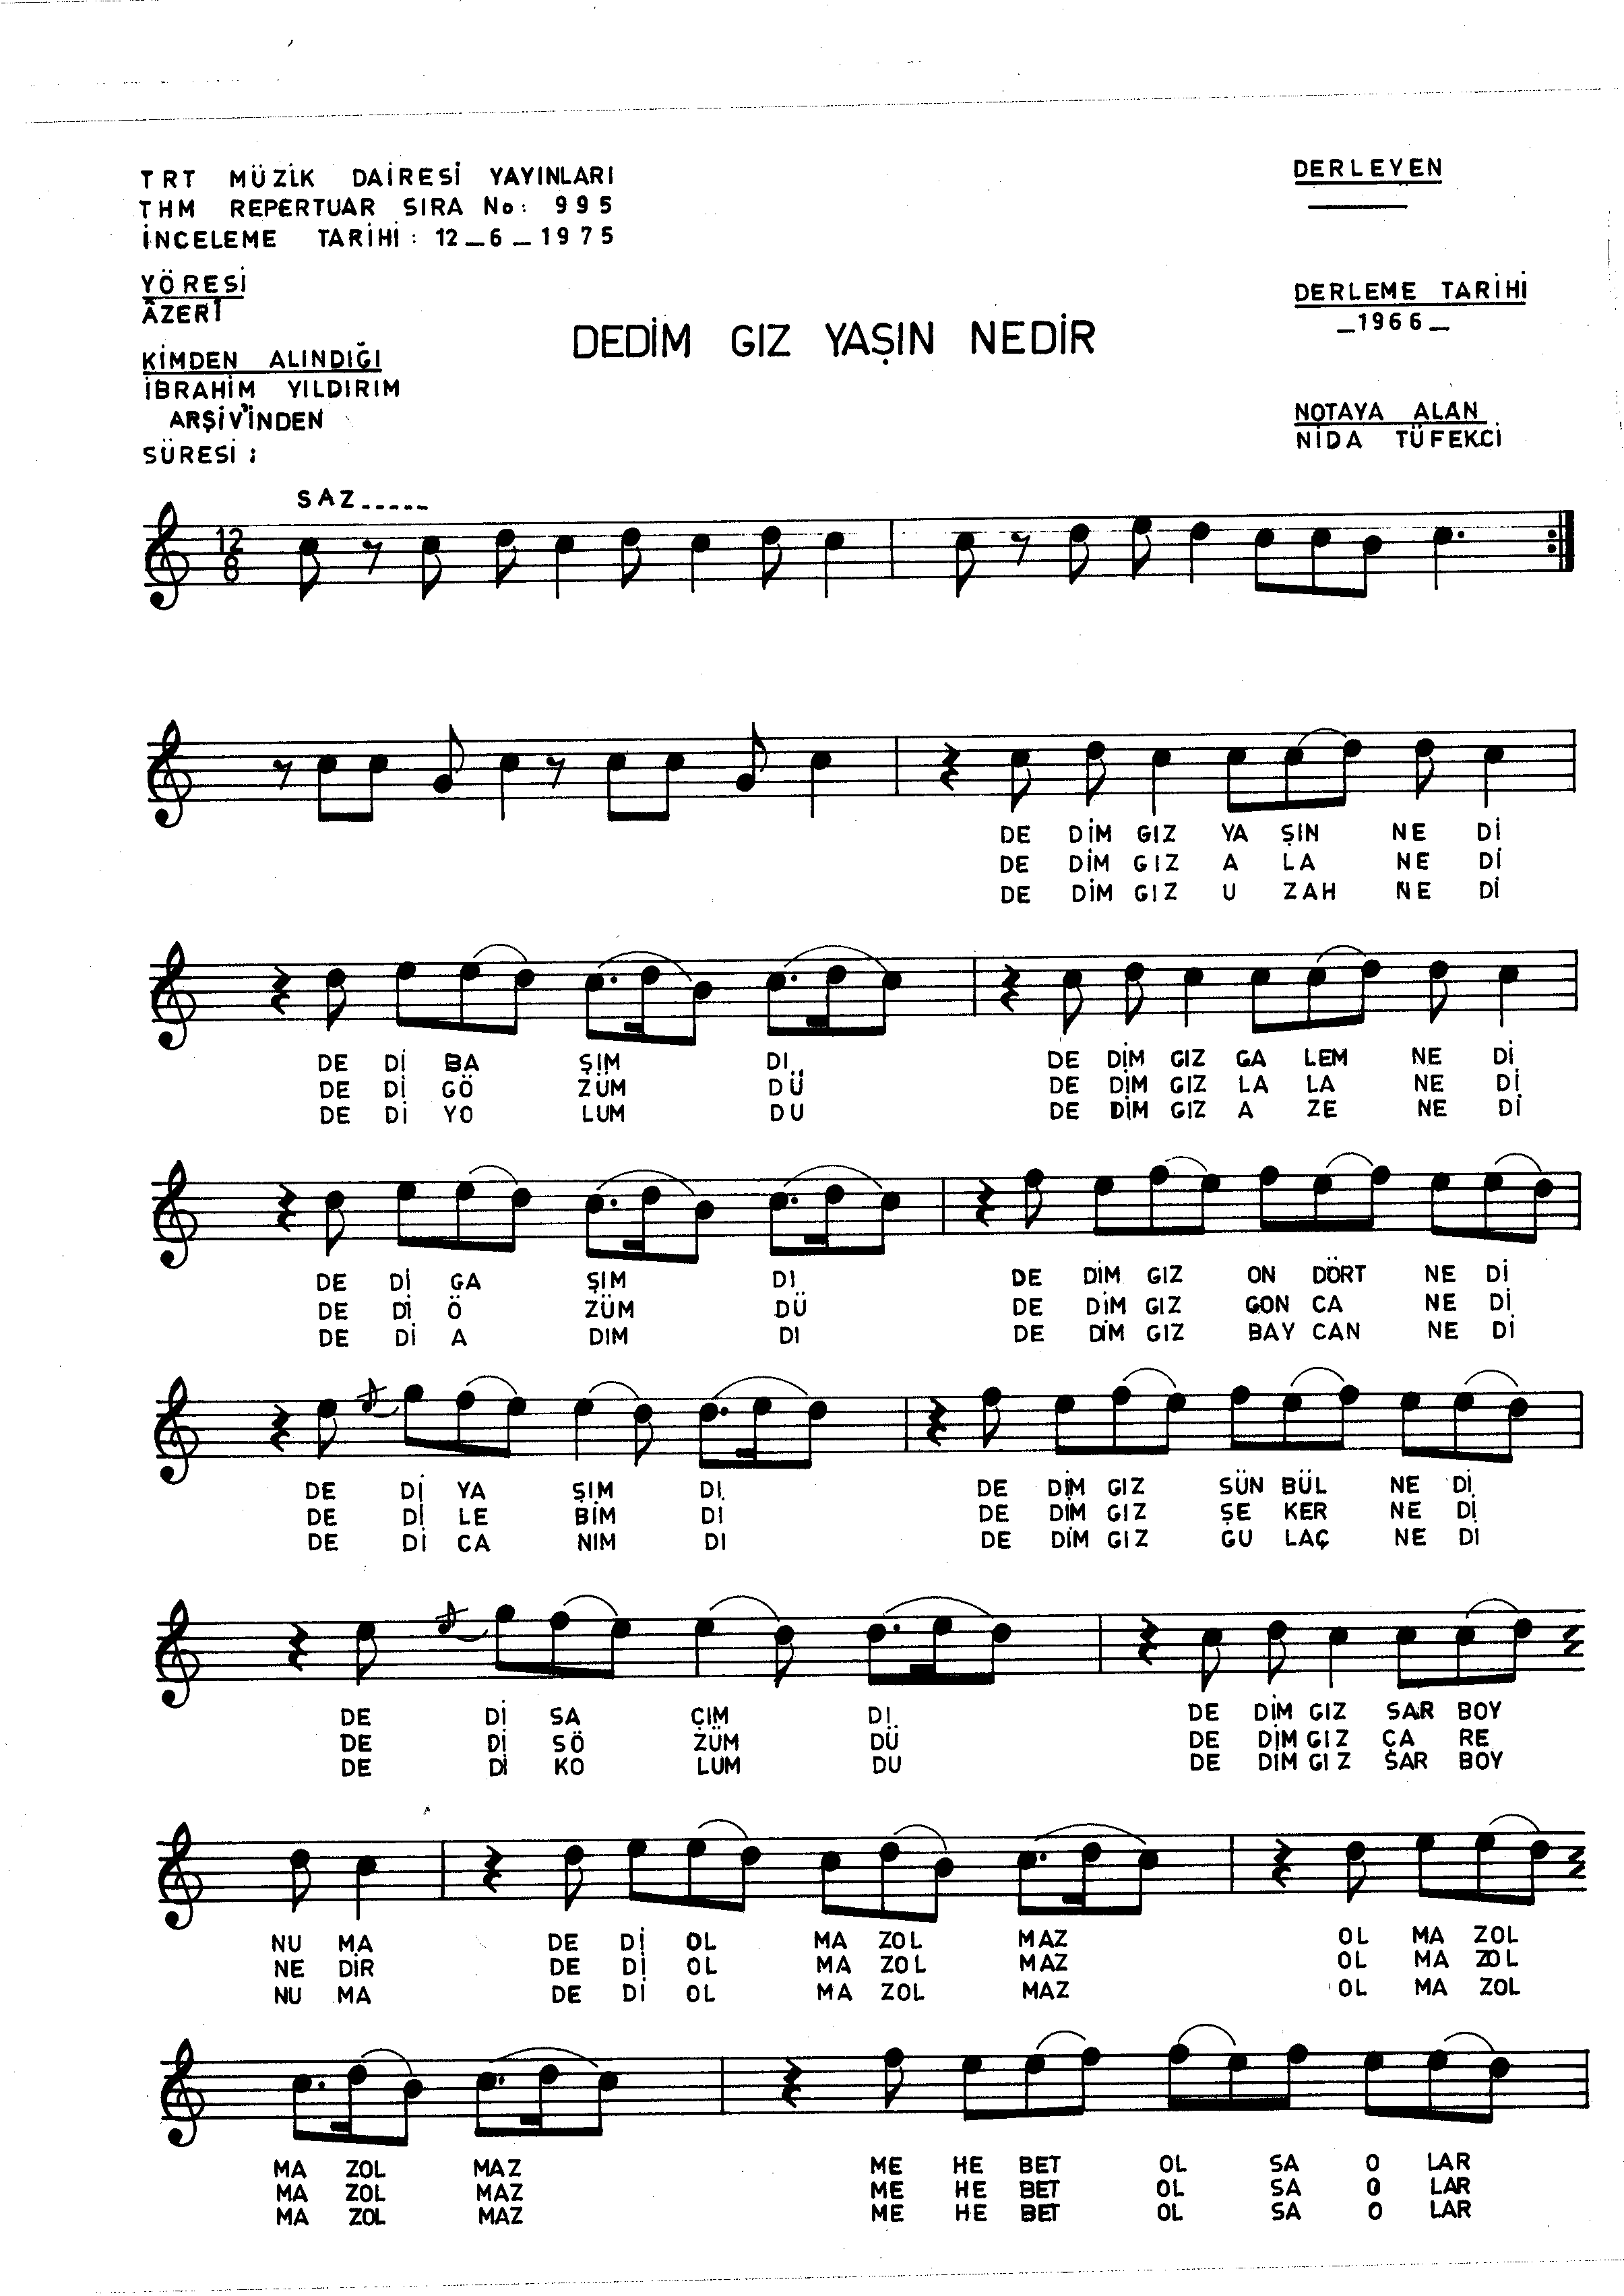 TRT MÜZİK DAİRESİ YAYINLARI
THM REPERTUAR SIRA No: 995
İNCELEME TARİHİ: 12_6_1975
YÖRESİ
ÂZERİ
KİMDEN ALINDIĞI
İBRAHİM YILDIRIM
ARŞİV'İNDEN
SÜRESİ :
DEDİM GIZ YAŞIN NEDİR
DERLEYEN
DERLEME TARİHİ
_1966_
NOTAYA ALAN
NİDA TÜFEKCİ
SAZ-----
12
8
DE DİM GIZ YA ŞIN NE Dİ
DE DİM GIZ A LA NE Dİ
DE DİM GIZ U ZAH NE Dİ
DE Dİ BA ŞIM DI DE DİM GIZ GA LEM NE Dİ
DE Dİ GÖ ZÜM DÜ DE DİM GIZ LA LA NE Dİ
DE Dİ YO LUM DU DE DİM GIZ A ZE NE Dİ
DE Dİ GA ŞIM DI DE DİM GIZ ON DÖRT NE Dİ
DE Dİ Ö ZÜM DÜ DE DİM GIZ GON CA NE Dİ
DE Dİ A DIM DI DE DİM GIZ BAY CAN NE Dİ
DE Dİ YA ŞIM DI DE DİM GIZ SÜN BÜL NE Dİ
DE Dİ LE BİM DI DE DİM GIZ ŞE KER NE Dİ
DE Dİ CA NIM DI DE DİM GIZ GU LAÇ NE Dİ
DE Dİ SA ÇIM DI DE DİM GIZ SAR BOY
DE Dİ SÖ ZÜM DÜ DE DİM GIZ ÇA RE
DE Dİ KO LUM DU DE DİM GIZ SAR BOY
NU MA DE Dİ OL MA ZOL MAZ OL MA ZOL
NE DİR DE Dİ OL MA ZOL MAZ OL MA ZOL
NU MA DE Dİ OL MA ZOL MAZ OL MA ZOL
MA ZOL MAZ ME HE BET OL SA O LAR
MA ZOL MAZ ME HE BET OL SA O LAR
MA ZOL MAZ ME HE BET OL SA O LAR